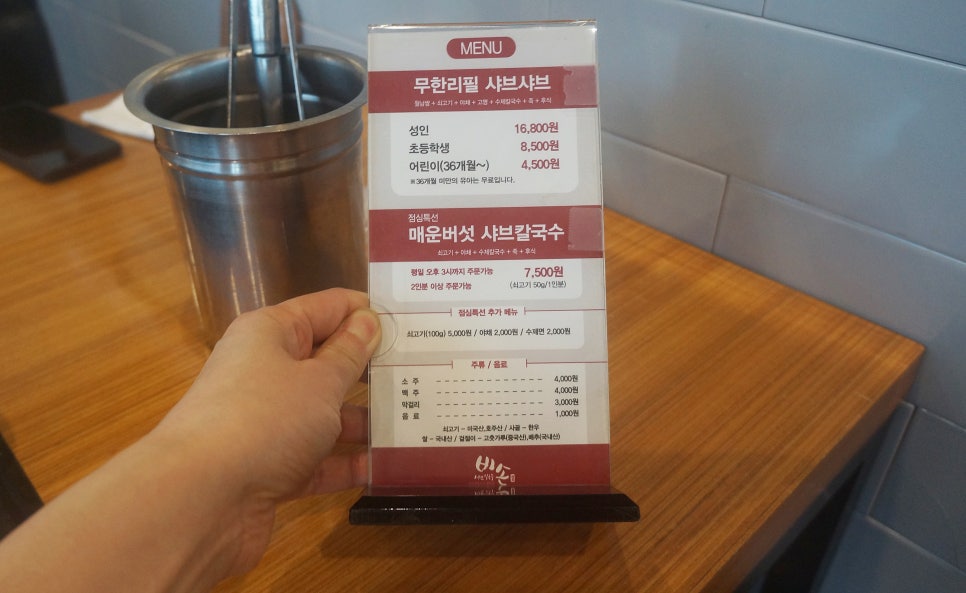 MENU
무한리필 샤브샤브
월남쌈 + 쇠고기 + 야채 + 고명 + 수제칼국수 + 죽 + 후식
성인 16,800원
초등학생 8,500원
어린이(36개월~) 4,500원
※36개월 미만의 유아는 무료입니다.
점심특선
매운버섯 샤브칼국수
쇠고기 + 야채 + 수제칼국수 + 죽 + 후식
평일 오후 3시까지 주문가능 7,500원
2인분 이상 주문가능 (쇠고기 50g/1인분)
점심특선 추가 메뉴
쇠고기(100g) 5,000원 / 야채 2,000원 / 수제면 2,000원
주류 / 음료
소 주 4,000원
맥 주 4,000원
막걸리 3,000원
음 료 1,000원
쇠고기 - 미국산,호주산 / 사골 - 한우
쌀 - 국내산 / 겉절이 - 고춧가루(중국산),배추(국내산)